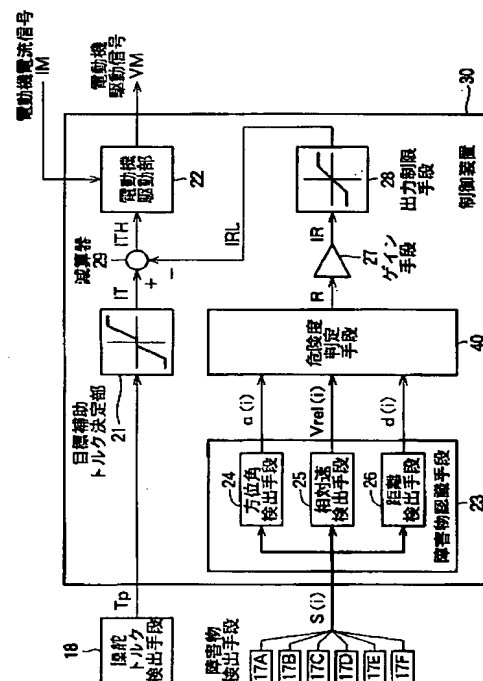 電動機電流信号
IM
電動機
駆動信号
VM
30
制御装置
電動機
駆動部
22
ITH
減算器
29
+
−
IT
IRL
目標補助
トルク決定部
21
28
出力制限
手段
IR
27
ゲイン
手段
R
危険度
判定
手段
40
a(i)
Vrel(i)
d(i)
24
方位角
検出手段
25
相対速
検出手段
26
距離
検出手段
障害物認識手段
23
Tp
S(i)
18
操舵
トルク
検出手段
障害物
検出手段
17A
17B
17C
17D
17E
17F